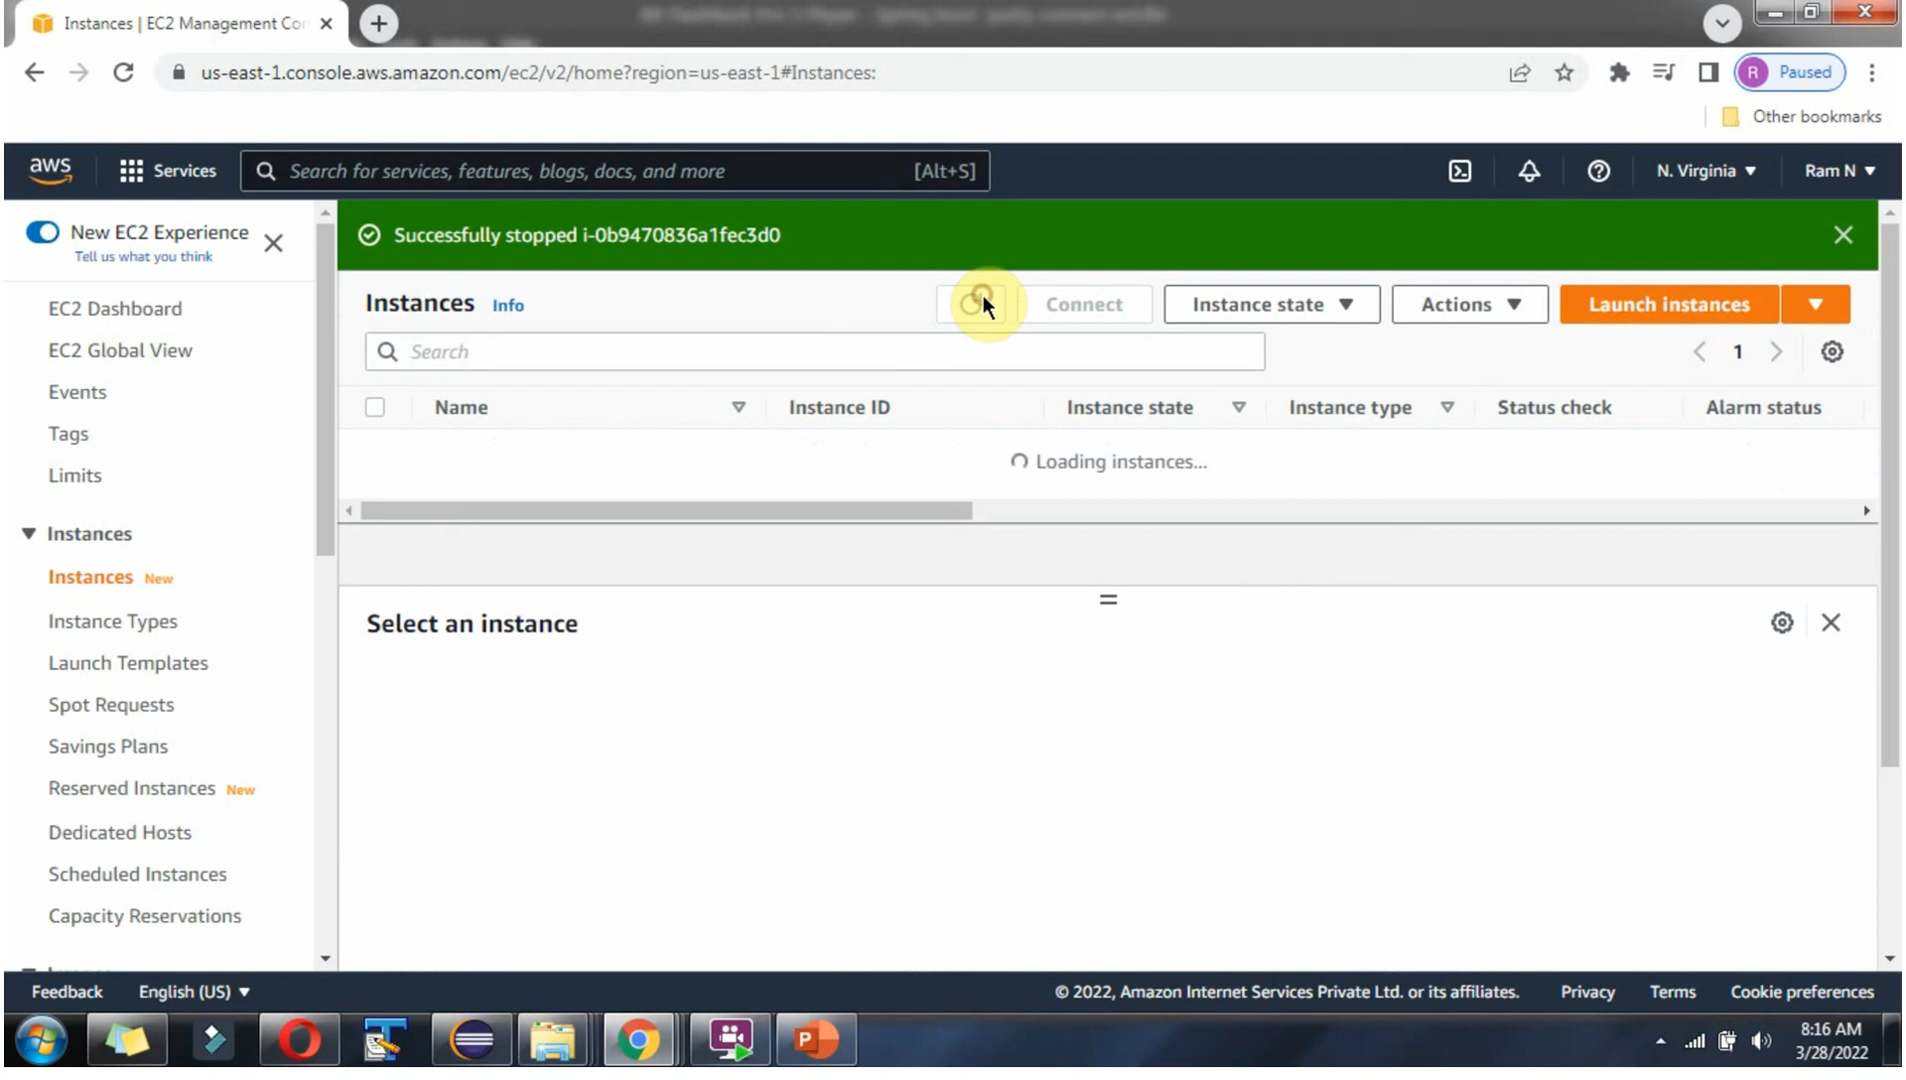 Instances | EC2 Management Cor
us-east-1.console.aws.amazon.com/ec2/v2/home?region=us-east-1#Instances:
R Paused
Other bookmarks
aws Services Search for services, features, blogs, docs, and more [Alt+S] N. Virginia Ram N
New EC2 Experience
Tell us what you think
EC2 Dashboard
EC2 Global View
Events
Tags
Limits
Instances
Instances New
Instance Types
Launch Templates
Spot Requests
Savings Plans
Reserved Instances New
Dedicated Hosts
Scheduled Instances
Capacity Reservations
Successfully stopped i-0b9470836a1fec3d0
Instances Info Connect Instance state Actions Launch instances
Search 1
Name Instance ID Instance state Instance type Status check Alarm status
Loading instances...
Select an instance
Feedback English (US) © 2022, Amazon Internet Services Private Ltd. or its affiliates. Privacy Terms Cookie preferences
8:16 AM
3/28/2022